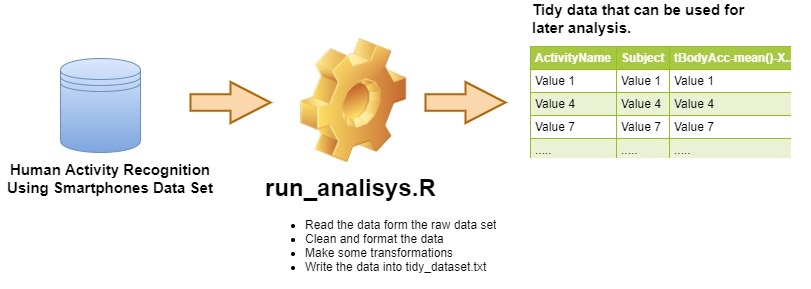 Tidy data that can be used for
later analysis.
ActivityName Subject tBodyAcc-mean()-X..
Value 1 Value 1 Value 1
Value 4 Value 4 Value 4
Value 7 Value 7 Value 7
..... ..... .....
Human Activity Recognition
Using Smartphones Data Set
run_analisys.R
• Read the data form the raw data set
• Clean and format the data
• Make some transformations
• Write the data into tidy_dataset.txt